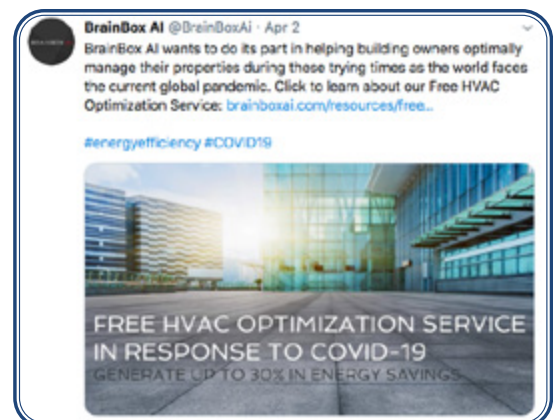 BrainBox AI @BrainBoxAi · Apr 2
BrainBox AI wants to do its part in helping building owners optimally
manage their properties during these trying times as the world faces
the current global pandemic. Click to learn about our Free HVAC
Optimization Service: brainboxai.com/resources/free...
#energyefficiency #COVID19
FREE HVAC OPTIMIZATION SERVICE
IN RESPONSE TO COVID-19
GENERATE UP TO 30% IN ENERGY SAVINGS